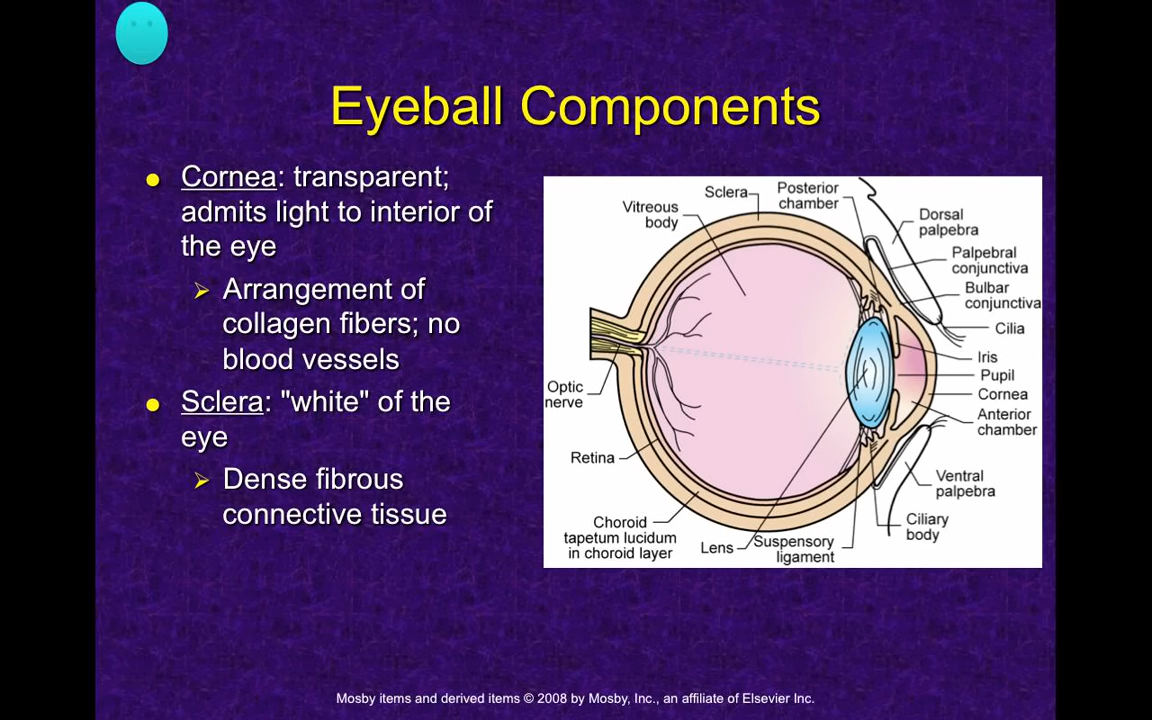 Eyeball Components
● Cornea: transparent;
admits light to interior of
the eye
➢ Arrangement of
collagen fibers; no
blood vessels
● Sclera: "white" of the
eye
➢ Dense fibrous
connective tissue
Sclera
Posterior
chamber
Vitreous
body
Dorsal
palpebra
Palpebral
conjunctiva
Bulbar
conjunctiva
Cilia
Iris
Pupil
Cornea
Anterior
chamber
Optic
nerve
Retina
Ventral
palpebra
Choroid
tapetum lucidum
in choroid layer
Lens
Suspensory
ligament
Ciliary
body
Mosby items and derived items © 2008 by Mosby, Inc., an affiliate of Elsevier Inc.